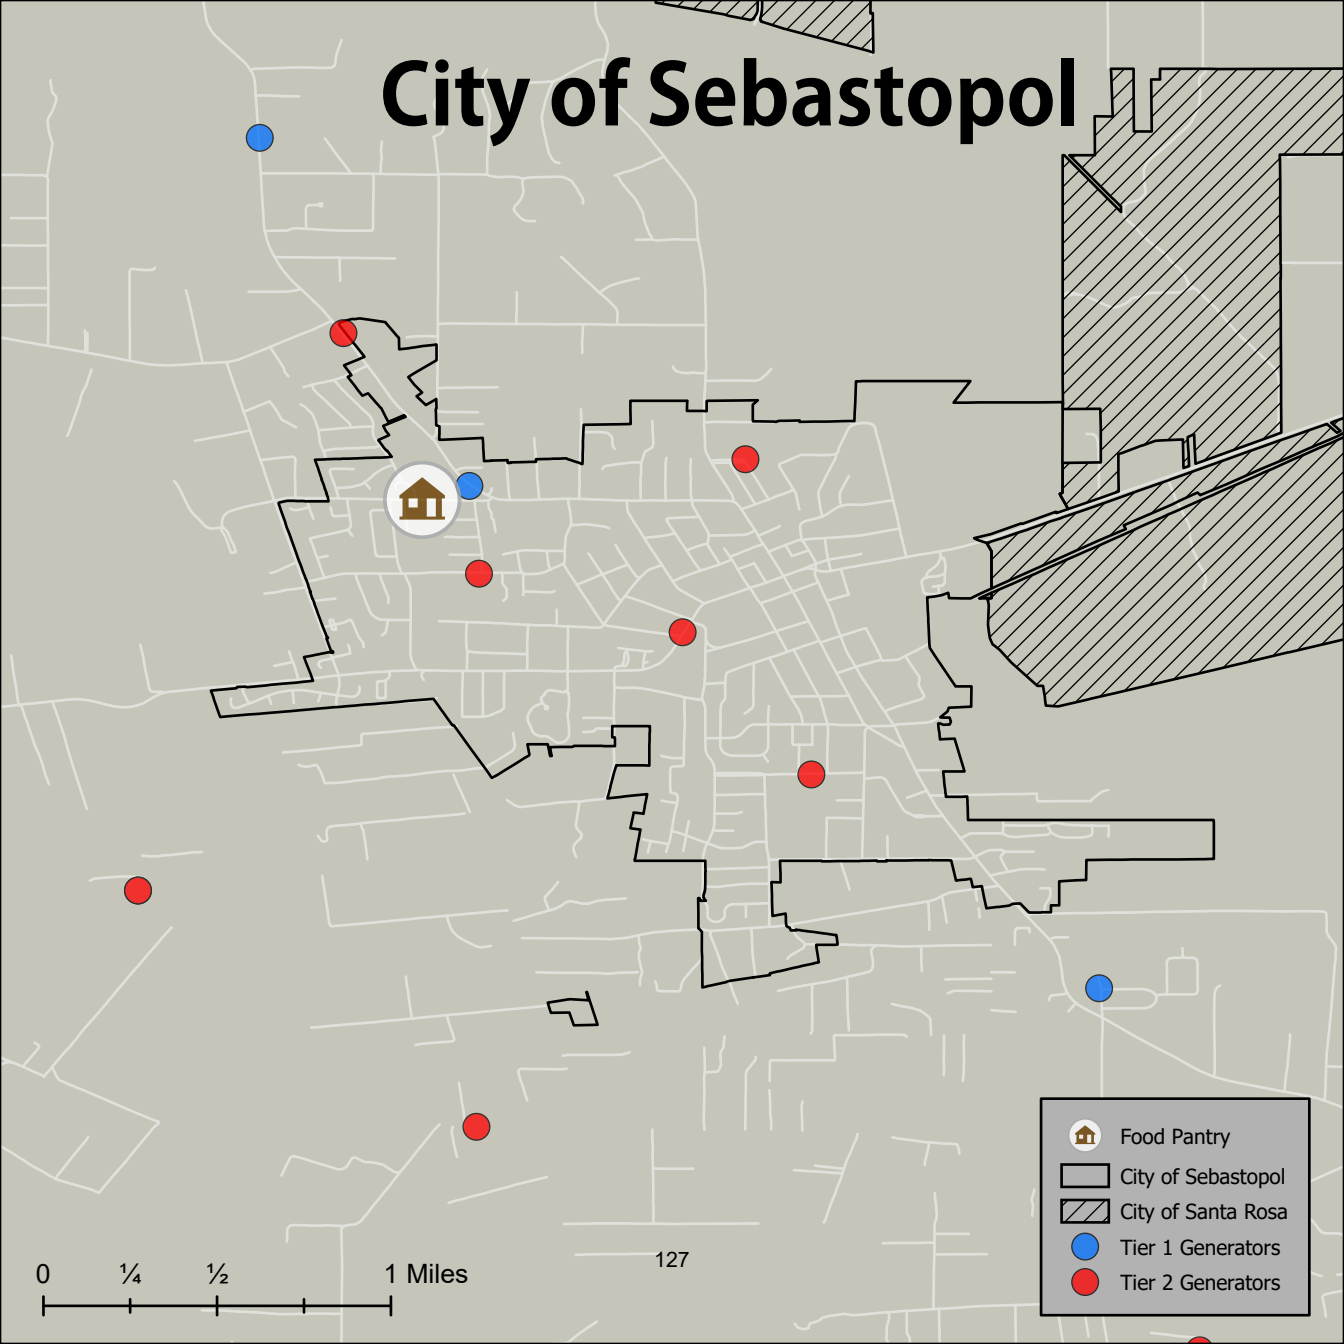 City of Sebastopol
Food Pantry
City of Sebastopol
City of Santa Rosa
Tier 1 Generators
Tier 2 Generators
0 ¼ ½ 1 Miles
127